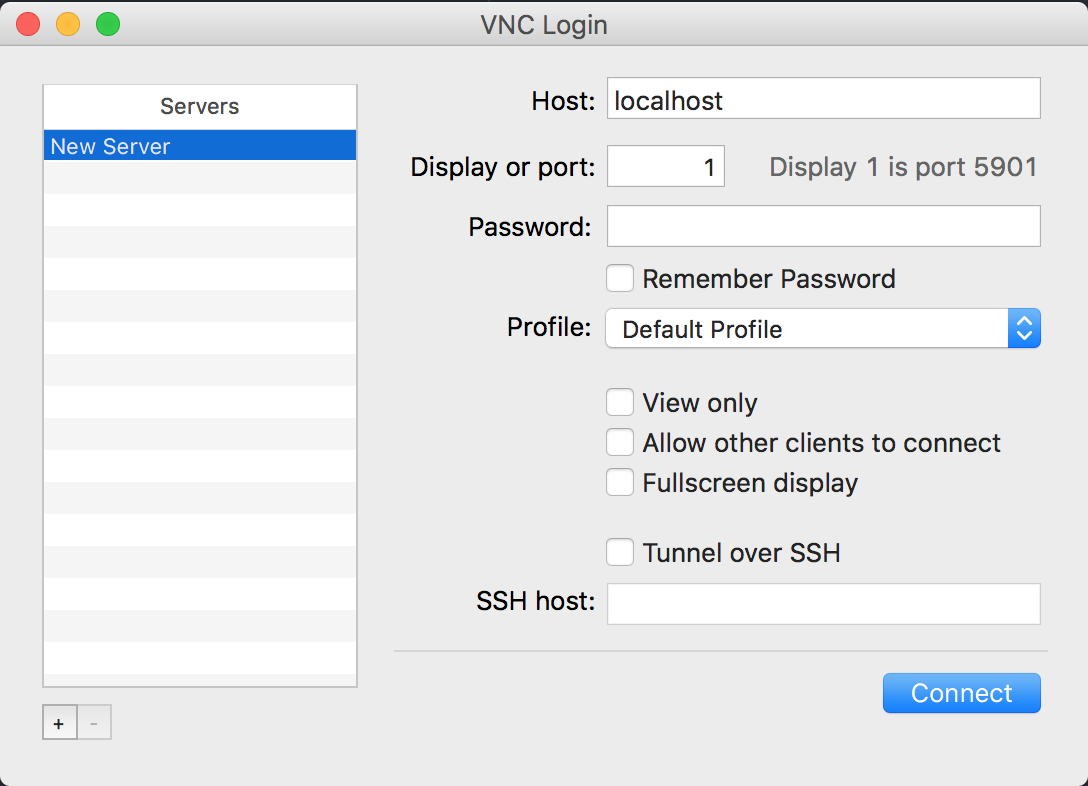 VNC Login
Servers
New Server
+ -
Host: localhost
Display or port: 1 Display 1 is port 5901
Password:
Remember Password
Profile: Default Profile
View only
Allow other clients to connect
Fullscreen display
Tunnel over SSH
SSH host:
Connect